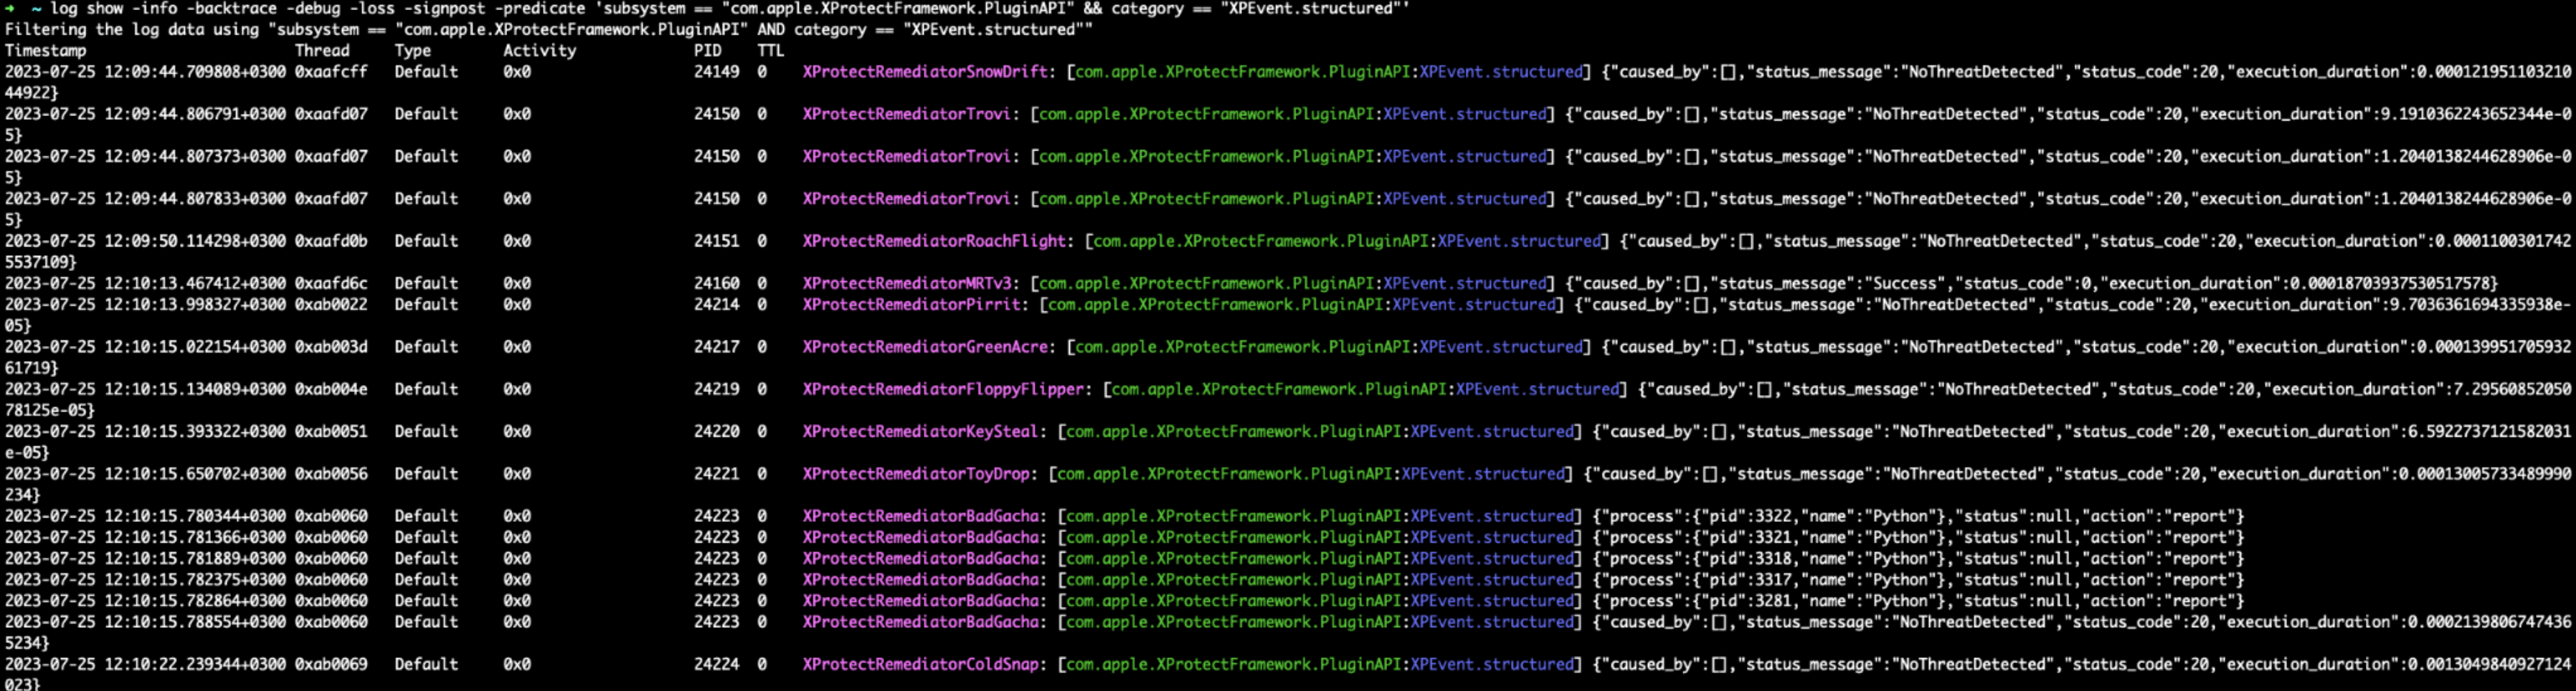 ➜  ~ log show -info -backtrace -debug -loss -signpost -predicate 'subsystem == "com.apple.XProtectFramework.PluginAPI" && category == "XPEvent.structured"'
Filtering the log data using "subsystem == "com.apple.XProtectFramework.PluginAPI" AND category == "XPEvent.structured""
Timestamp Thread Type Activity PID TTL
2023-07-25 12:09:44.709808+0300 0xaafcff Default 0x0 24149 0 XProtectRemediatorSnowDrift: [com.apple.XProtectFramework.PluginAPI:XPEvent.structured] {"caused_by":[],"status_message":"NoThreatDetected","status_code":20,"execution_duration":0.000121951103210
44922}
2023-07-25 12:09:44.806791+0300 0xaafd07 Default 0x0 24150 0 XProtectRemediatorTrovi: [com.apple.XProtectFramework.PluginAPI:XPEvent.structured] {"caused_by":[],"status_message":"NoThreatDetected","status_code":20,"execution_duration":9.1910362243652344e-0
5}
2023-07-25 12:09:44.807373+0300 0xaafd07 Default 0x0 24150 0 XProtectRemediatorTrovi: [com.apple.XProtectFramework.PluginAPI:XPEvent.structured] {"caused_by":[],"status_message":"NoThreatDetected","status_code":20,"execution_duration":1.2040138244628906e-0
5}
2023-07-25 12:09:44.807833+0300 0xaafd07 Default 0x0 24150 0 XProtectRemediatorTrovi: [com.apple.XProtectFramework.PluginAPI:XPEvent.structured] {"caused_by":[],"status_message":"NoThreatDetected","status_code":20,"execution_duration":1.2040138244628906e-0
5}
2023-07-25 12:09:50.114298+0300 0xaafd0b Default 0x0 24151 0 XProtectRemediatorRoachFlight: [com.apple.XProtectFramework.PluginAPI:XPEvent.structured] {"caused_by":[],"status_message":"NoThreatDetected","status_code":20,"execution_duration":0.0001100301742
5537109}
2023-07-25 12:10:13.467412+0300 0xaafd6c Default 0x0 24160 0 XProtectRemediatorMRTv3: [com.apple.XProtectFramework.PluginAPI:XPEvent.structured] {"caused_by":[],"status_message":"Success","status_code":0,"execution_duration":0.00018703937530517578}
2023-07-25 12:10:13.998327+0300 0xab0022 Default 0x0 24214 0 XProtectRemediatorPirrit: [com.apple.XProtectFramework.PluginAPI:XPEvent.structured] {"caused_by":[],"status_message":"NoThreatDetected","status_code":20,"execution_duration":9.7036361694335938e-
05}
2023-07-25 12:10:15.022154+0300 0xab003d Default 0x0 24217 0 XProtectRemediatorGreenAcre: [com.apple.XProtectFramework.PluginAPI:XPEvent.structured] {"caused_by":[],"status_message":"NoThreatDetected","status_code":20,"execution_duration":0.000139951705932
61719}
2023-07-25 12:10:15.134089+0300 0xab004e Default 0x0 24219 0 XProtectRemediatorFloppyFlipper: [com.apple.XProtectFramework.PluginAPI:XPEvent.structured] {"caused_by":[],"status_message":"NoThreatDetected","status_code":20,"execution_duration":7.29560852050
78125e-05}
2023-07-25 12:10:15.393322+0300 0xab0051 Default 0x0 24220 0 XProtectRemediatorKeySteal: [com.apple.XProtectFramework.PluginAPI:XPEvent.structured] {"caused_by":[],"status_message":"NoThreatDetected","status_code":20,"execution_duration":6.5922737121582031
e-05}
2023-07-25 12:10:15.650702+0300 0xab0056 Default 0x0 24221 0 XProtectRemediatorToyDrop: [com.apple.XProtectFramework.PluginAPI:XPEvent.structured] {"caused_by":[],"status_message":"NoThreatDetected","status_code":20,"execution_duration":0.00013005733489990
234}
2023-07-25 12:10:15.780344+0300 0xab0060 Default 0x0 24223 0 XProtectRemediatorBadGacha: [com.apple.XProtectFramework.PluginAPI:XPEvent.structured] {"process":{"pid":3322,"name":"Python"},"status":null,"action":"report"}
2023-07-25 12:10:15.781366+0300 0xab0060 Default 0x0 24223 0 XProtectRemediatorBadGacha: [com.apple.XProtectFramework.PluginAPI:XPEvent.structured] {"process":{"pid":3321,"name":"Python"},"status":null,"action":"report"}
2023-07-25 12:10:15.781889+0300 0xab0060 Default 0x0 24223 0 XProtectRemediatorBadGacha: [com.apple.XProtectFramework.PluginAPI:XPEvent.structured] {"process":{"pid":3318,"name":"Python"},"status":null,"action":"report"}
2023-07-25 12:10:15.782375+0300 0xab0060 Default 0x0 24223 0 XProtectRemediatorBadGacha: [com.apple.XProtectFramework.PluginAPI:XPEvent.structured] {"process":{"pid":3317,"name":"Python"},"status":null,"action":"report"}
2023-07-25 12:10:15.782864+0300 0xab0060 Default 0x0 24223 0 XProtectRemediatorBadGacha: [com.apple.XProtectFramework.PluginAPI:XPEvent.structured] {"process":{"pid":3281,"name":"Python"},"status":null,"action":"report"}
2023-07-25 12:10:15.788554+0300 0xab0060 Default 0x0 24223 0 XProtectRemediatorBadGacha: [com.apple.XProtectFramework.PluginAPI:XPEvent.structured] {"caused_by":[],"status_message":"NoThreatDetected","status_code":20,"execution_duration":0.0002139806747436
5234}
2023-07-25 12:10:22.239344+0300 0xab0069 Default 0x0 24224 0 XProtectRemediatorColdSnap: [com.apple.XProtectFramework.PluginAPI:XPEvent.structured] {"caused_by":[],"status_message":"NoThreatDetected","status_code":20,"execution_duration":0.0013049840927124
023}